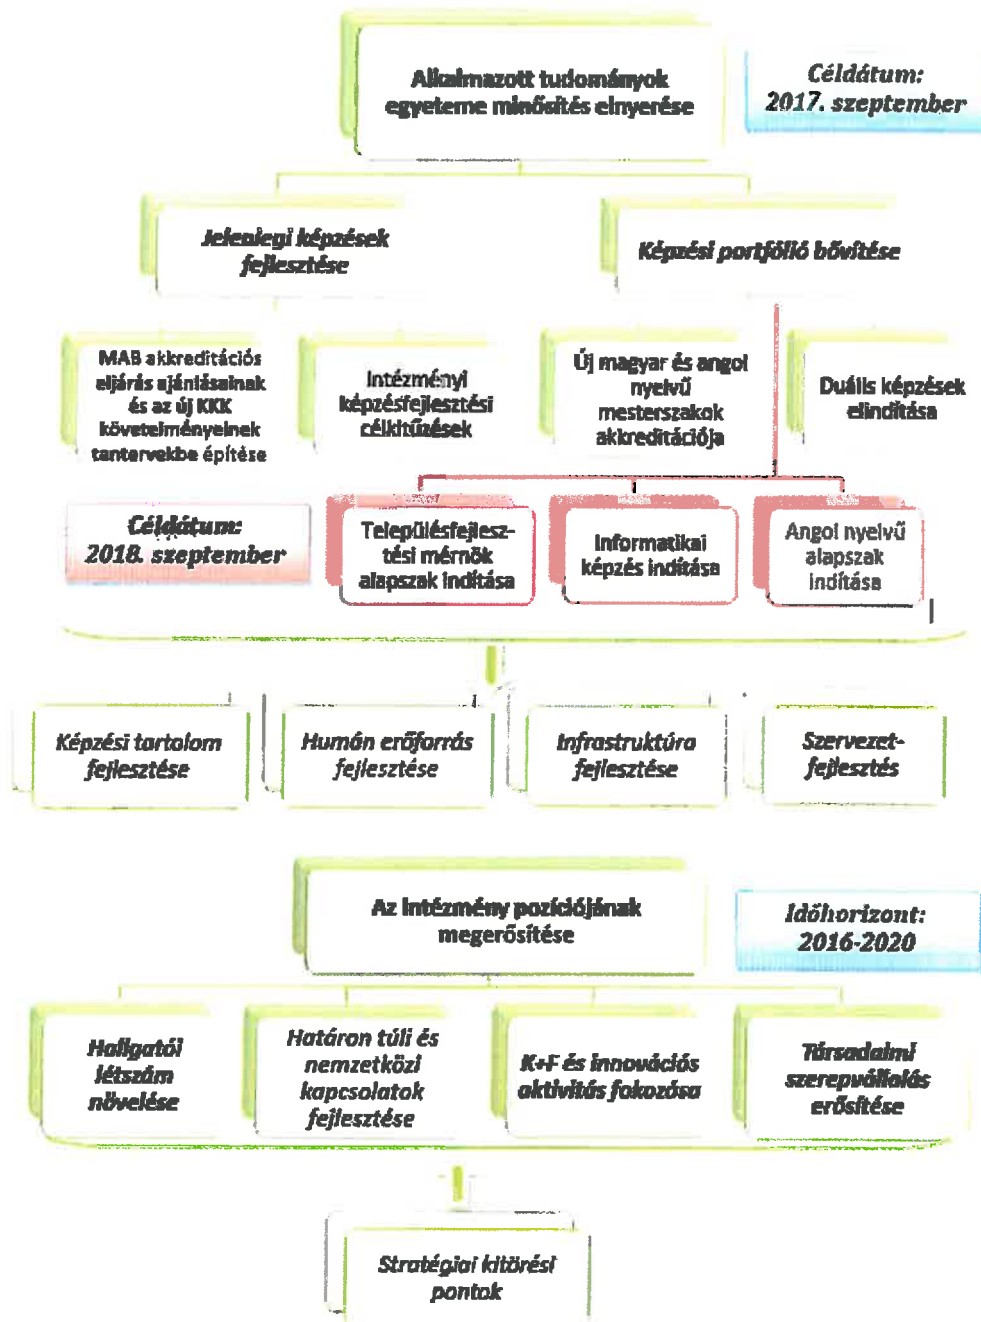 Alkalmazott tudományok
egyeteme minősítés elnyerése
Céldátum:
2017. szeptember
Jelenlegi képzések
fejlesztése
Képzési portfólió bővítése
MAB akkreditációs
eljárás ajánlásainak
és az új KKK
követelményeinek
tantervekbe építése
Intézményi
képzésfejlesztési
célkitűzések
Új magyar és angol
nyelvű
mesterszakok
akkreditációja
Duális képzések
elindítása
Céldátum:
2018. szeptember
Településfejlesz-
tési mérnök
alapszak indítása
Informatikai
képzés indítása
Angol nyelvű
alapszak
indítása
Képzési tartalom
fejlesztése
Humán erőforrás
fejlesztése
Infrastruktúra
fejlesztése
Szervezet-
fejlesztés
Az intézmény pozíciójának
megerősítése
Időhorizont:
2016-2020
Hallgatói
létszám
növelése
Határon túli és
nemzetközi
kapcsolatok
fejlesztése
K+F és innovációs
aktivitás fokozása
Társadalmi
szerepvállalás
erősítése
Stratégiai kitörési
pontok